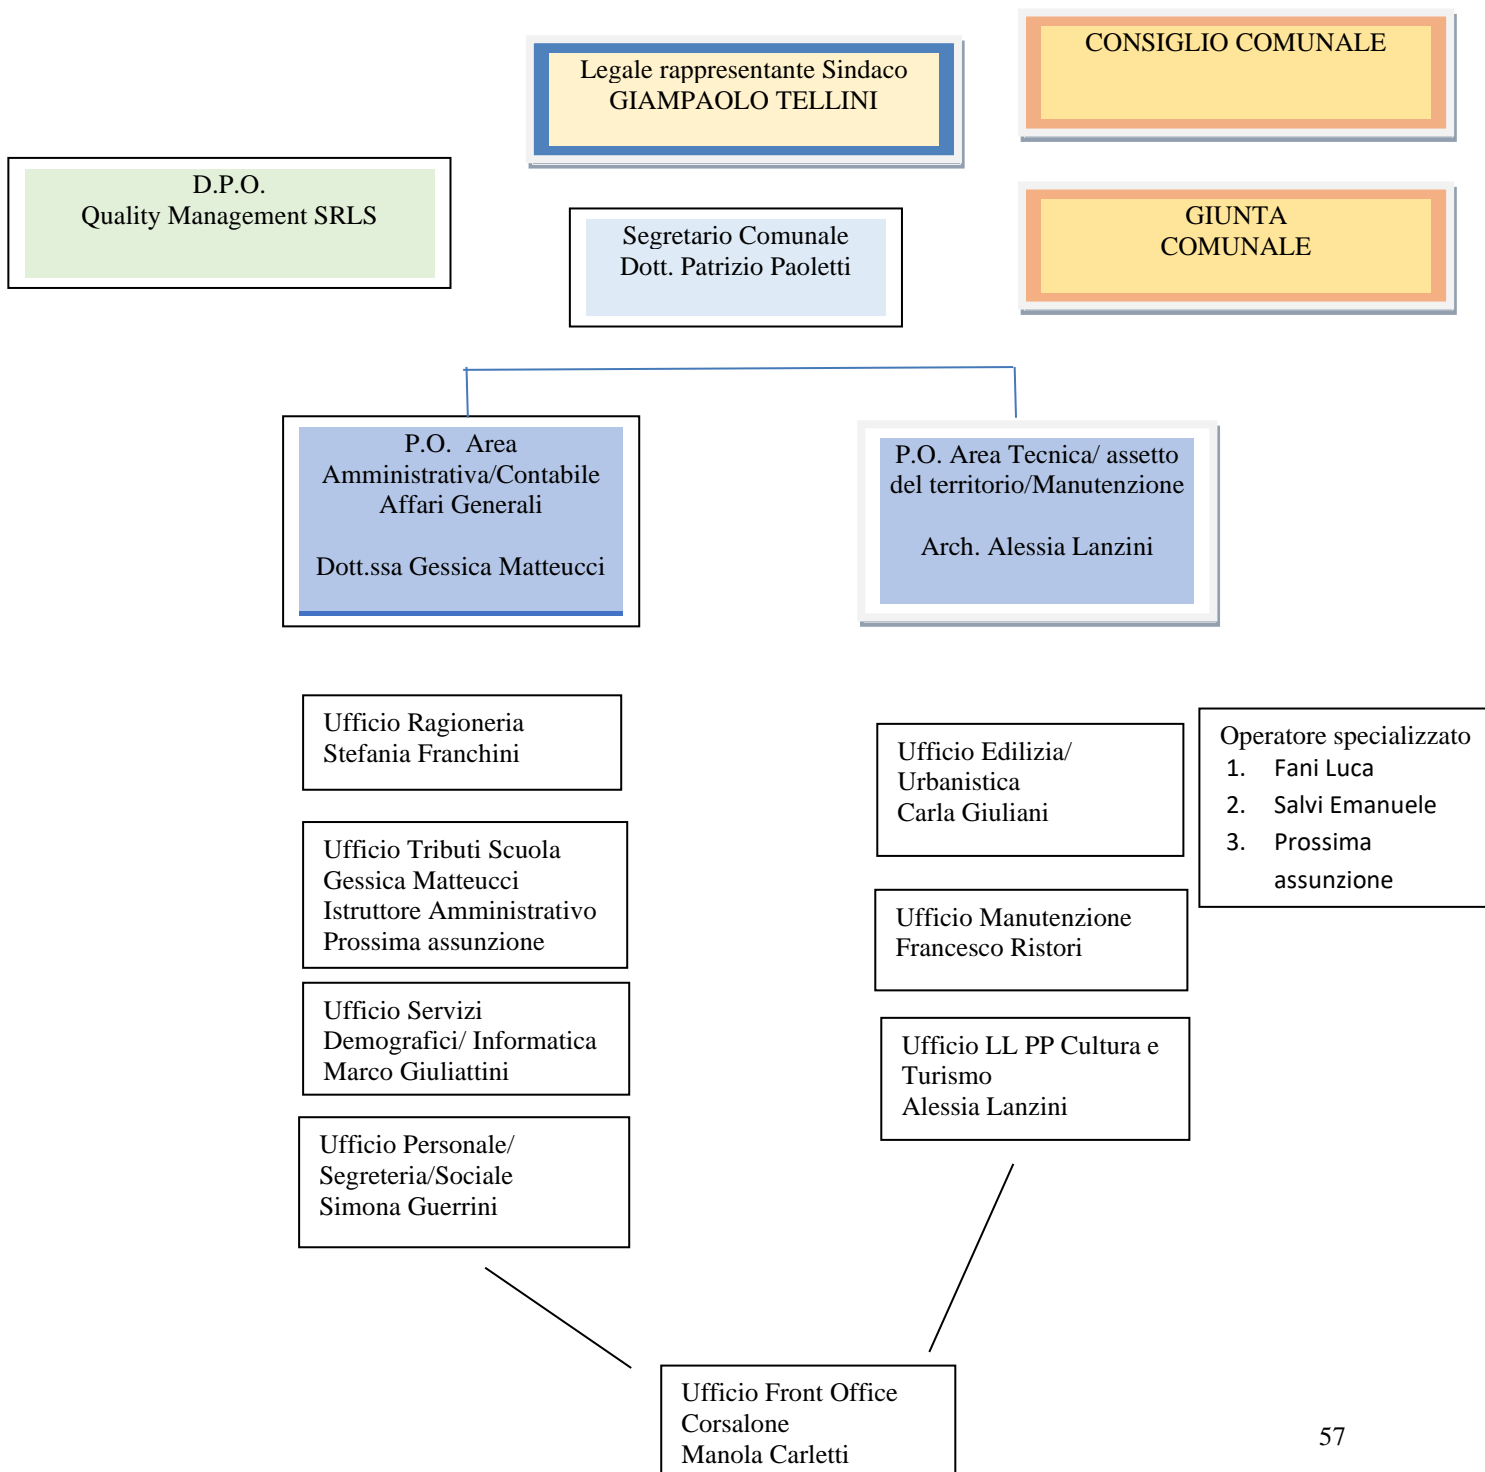 Legale rappresentante Sindaco
GIAMPAOLO TELLINI
CONSIGLIO COMUNALE
D.P.O.
Quality Management SRLS
Segretario Comunale
Dott. Patrizio Paoletti
GIUNTA
COMUNALE
P.O. Area
Amministrativa/Contabile
Affari Generali
Dott.ssa Gessica Matteucci
P.O. Area Tecnica/ assetto
del territorio/Manutenzione
Arch. Alessia Lanzini
Ufficio Ragioneria
Stefania Franchini
Ufficio Tributi Scuola
Gessica Matteucci
Istruttore Amministrativo
Prossima assunzione
Ufficio Servizi
Demografici/ Informatica
Marco Giuliattini
Ufficio Personale/
Segreteria/Sociale
Simona Guerrini
Ufficio Edilizia/
Urbanistica
Carla Giuliani
Operatore specializzato
1. Fani Luca
2. Salvi Emanuele
3. Prossima
assunzione
Ufficio Manutenzione
Francesco Ristori
Ufficio LL PP Cultura e
Turismo
Alessia Lanzini
Ufficio Front Office
Corsalone
Manola Carletti
57